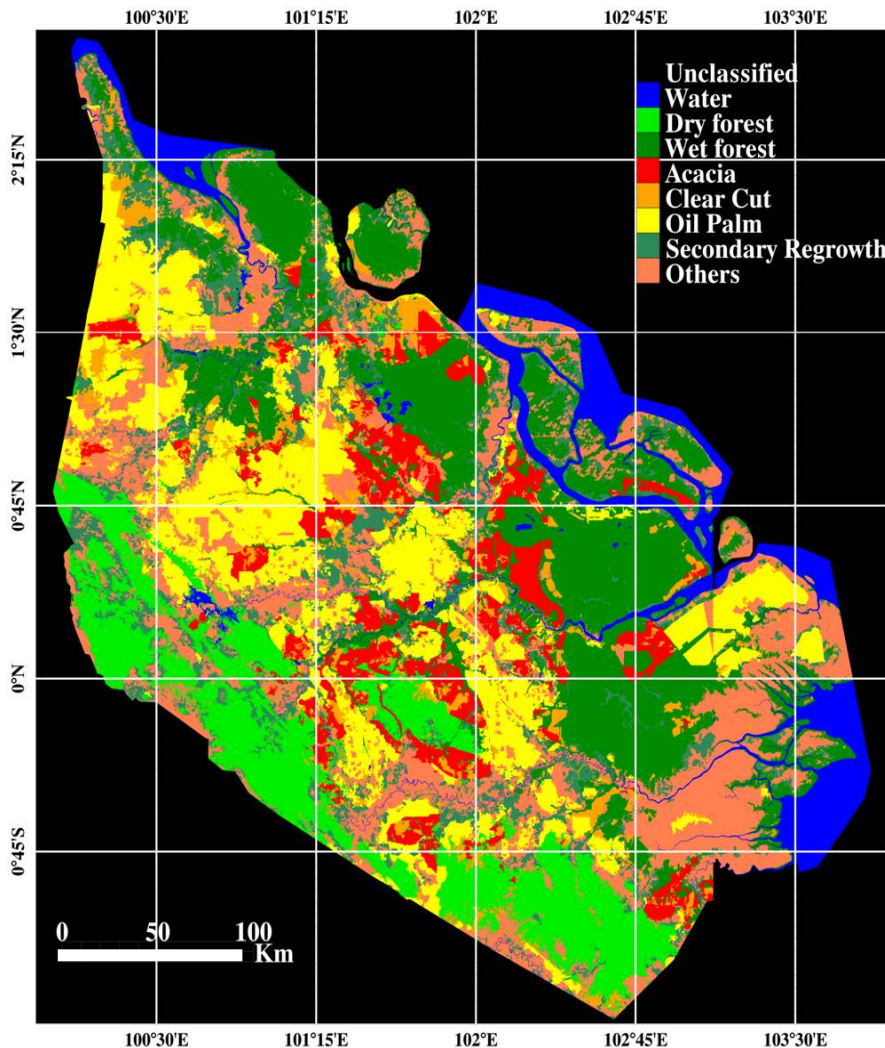 100°30'E 101°15'E 102°E 102°45'E 103°30'E
Unclassified
Water
Dry forest
Wet forest
Acacia
Clear Cut
Oil Palm
Secondary Regrowth
Others
2°15'N
1°30'N
0°45'N
0°N
0°45'S
0 50 100
Km
100°30'E 101°15'E 102°E 102°45'E 103°30'E